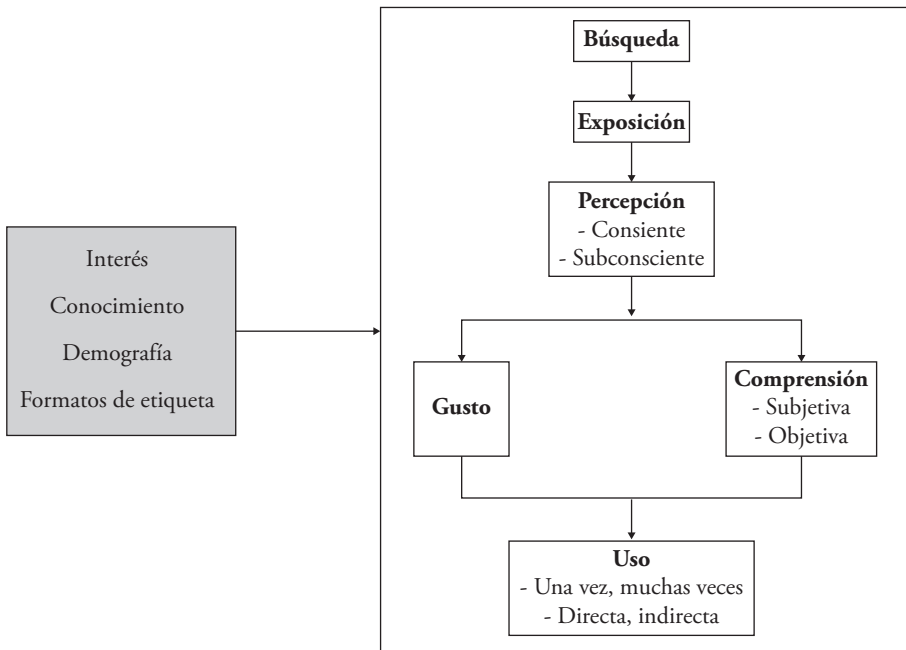 Interés
Conocimiento
Demografía
Formatos de etiqueta
Búsqueda
Exposición
Percepción
- Consiente
- Subconsciente
Gusto
Comprensión
- Subjetiva
- Objetiva
Uso
- Una vez, muchas veces
- Directa, indirecta